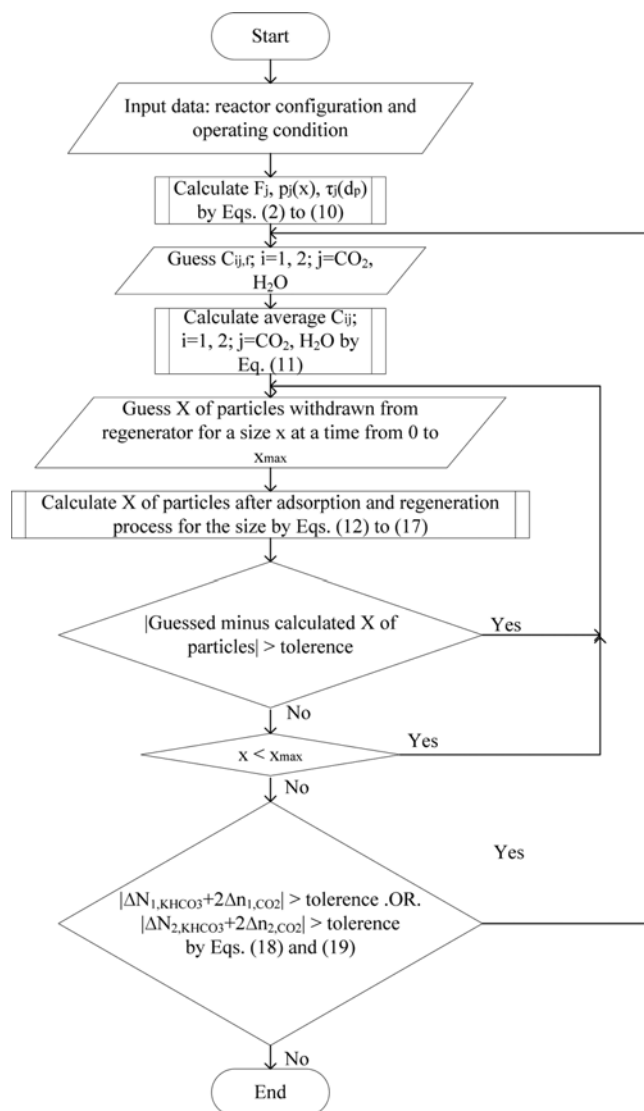 Start
Input data: reactor configuration and
operating condition
Calculate Fj, pj(x), τj(dp)
by Eqs. (2) to (10)
Guess Cij,f; i=1, 2; j=CO2,
H2O
Calculate average Cij;
i=1, 2; j=CO2, H2O by
Eq. (11)
Guess X of particles withdrawn from
regenerator for a size x at a time from 0 to
xmax
Calculate X of particles after adsorption and regeneration
process for the size by Eqs. (12) to (17)
|Guessed minus calculated X of
particles| > tolerence
Yes
No
x < xmax
Yes
No
Yes
|ΔN1,KHCO3+2Δn1,CO2| > tolerence .OR.
|ΔN2,KHCO3+2Δn2,CO2| > tolerence
by Eqs. (18) and (19)
No
End